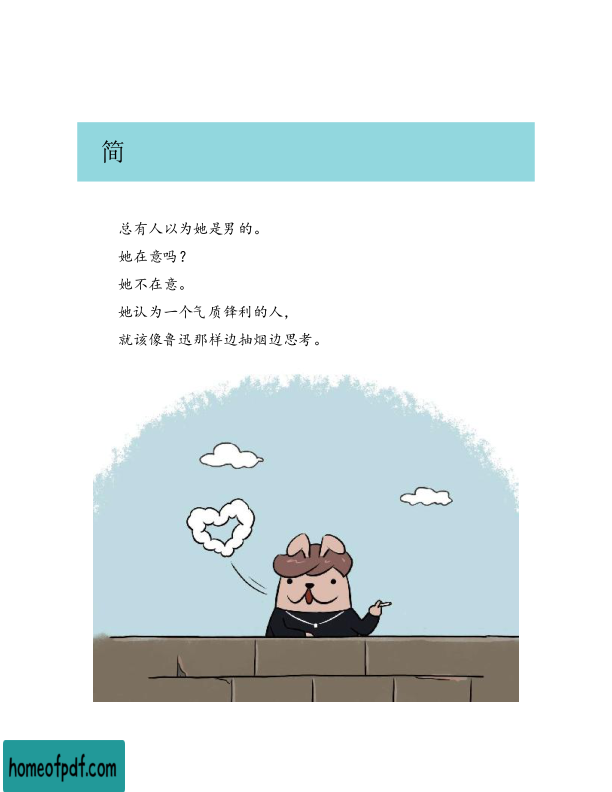 简
总有人以为她是男的。
她在意吗？
她不在意。
她认为一个气质锋利的人，
就该像鲁迅那样边抽烟边思考。
homeofpdf.com